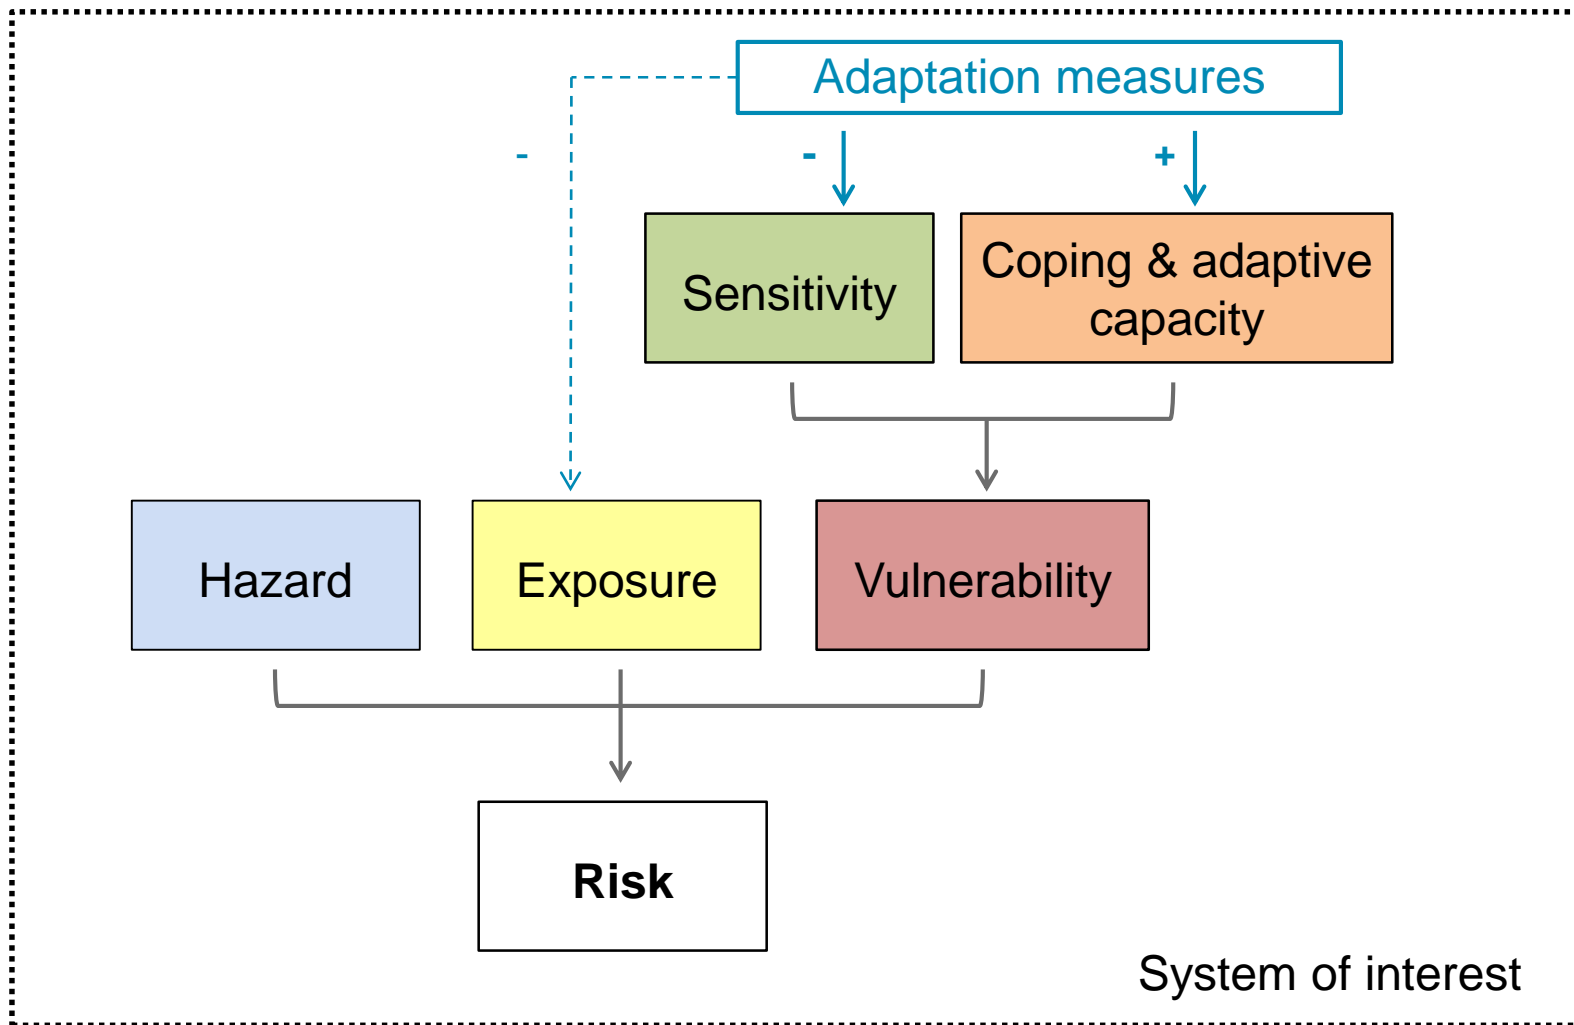 Adaptation measures
-
-
+
Sensitivity
Coping & adaptive
capacity
Hazard
Exposure
Vulnerability
Risk
System of interest